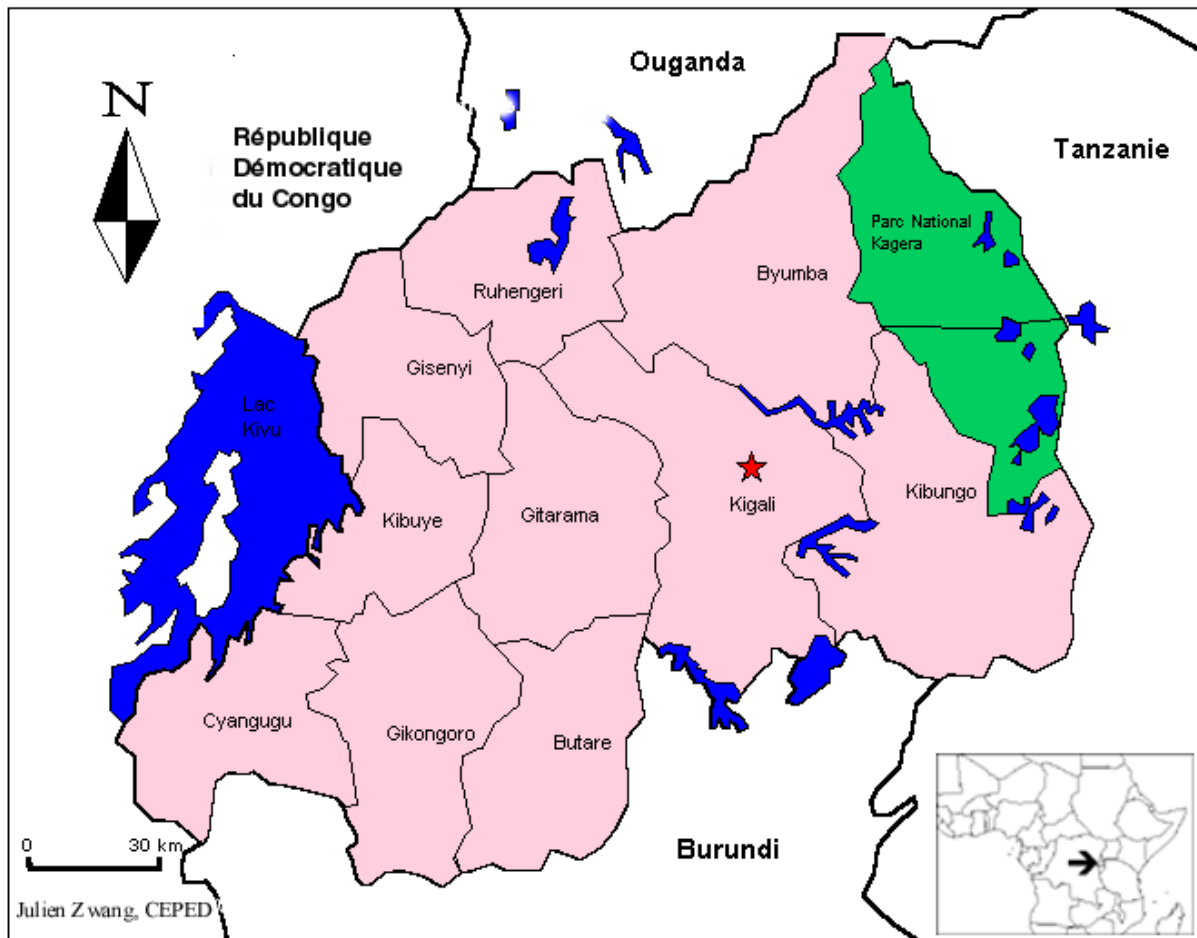 Ouganda
N
République
Démocratique
du Congo
Tanzanie
Parc National
Kagera
Byumba
Ruhengeri
Gisenyi
Lac
Kivu
Kibuye
Gitarama
Kigali
Kibungo
Cyangugu
Gikongoro
Butare
0 30 km
Burundi
Julien Zwang, CEPED